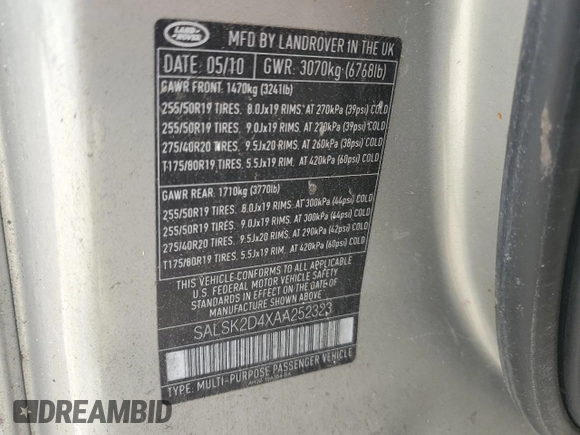 LAND-
ROVER
MFD BY LANDROVER IN THE UK
DATE: 05/10 GWR: 3070kg (6768lb)
GAWR FRONT: 1470kg (3241lb)
255/50R19 TIRES. 8.0Jx19 RIMS. AT 270kPa (39psi) COLD
255/50R19 TIRES. 9.0Jx19 RIMS. AT 270kPa (39psi) COLD
275/40R20 TIRES. 9.5Jx20 RIMS. AT 260kPa (38psi) COLD
T175/80R19 TIRES. 5.5Jx19 RIM. AT 420kPa (60psi) COLD
GAWR REAR: 1710kg (3770lb)
255/50R19 TIRES. 8.0Jx19 RIMS. AT 300kPa (44psi) COLD
255/50R19 TIRES. 9.0Jx19 RIMS. AT 300kPa (44psi) COLD
275/40R20 TIRES. 9.5Jx20 RIMS. AT 290kPa (42psi) COLD
T175/80R19 TIRES. 5.5Jx19 RIM. AT 420kPa (60psi) COLD
THIS VEHICLE CONFORMS TO ALL APPLICABLE
FEDERAL MOTOR VEHICLE SAFETY
STANDARDS IN EFFECT ON THE DATE OF
MANUFACTURE SHOWN ABOVE.
SALSK2D4XAA252323
TYPE: MULTI-PURPOSE PASSENGER VEHICLE
DREAMBID